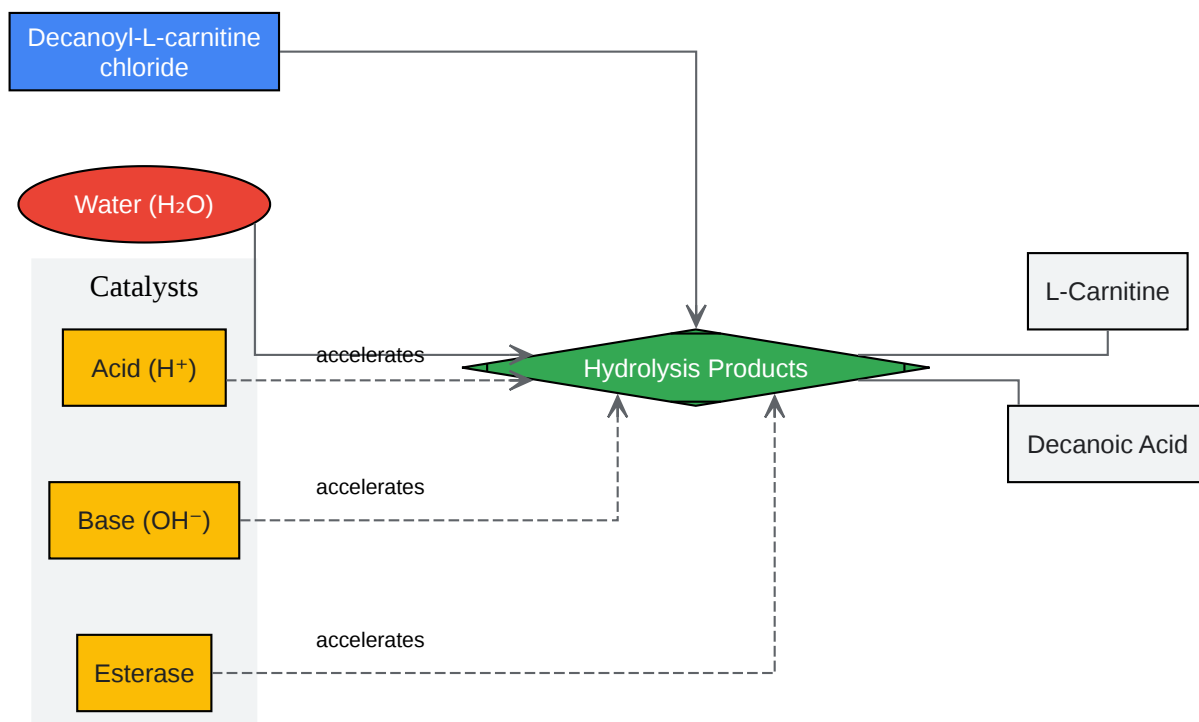 Decanoyl-L-carnitine
chloride
Water (H₂O)
Catalysts
L-Carnitine
accelerates
Acid (H⁺)
Hydrolysis Products
Decanoic Acid
accelerates
Base (OH⁻)
accelerates
Esterase